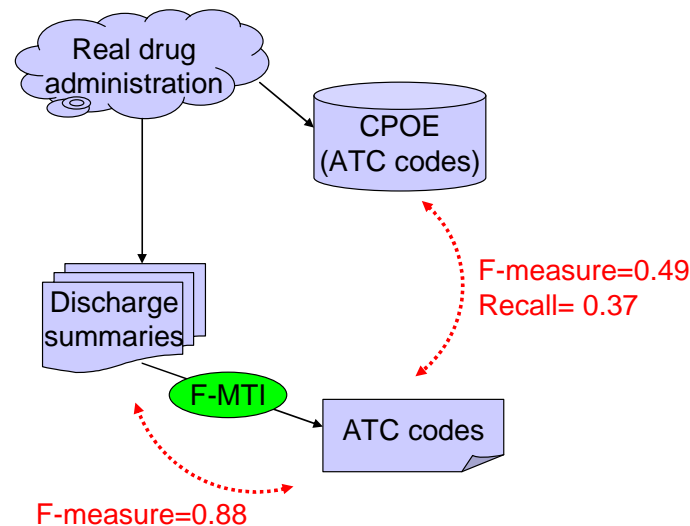 Real drug
administration
CPOE
(ATC codes)
F-measure=0.49
Recall= 0.37
Discharge
summaries
F-MTI
ATC codes
F-measure=0.88